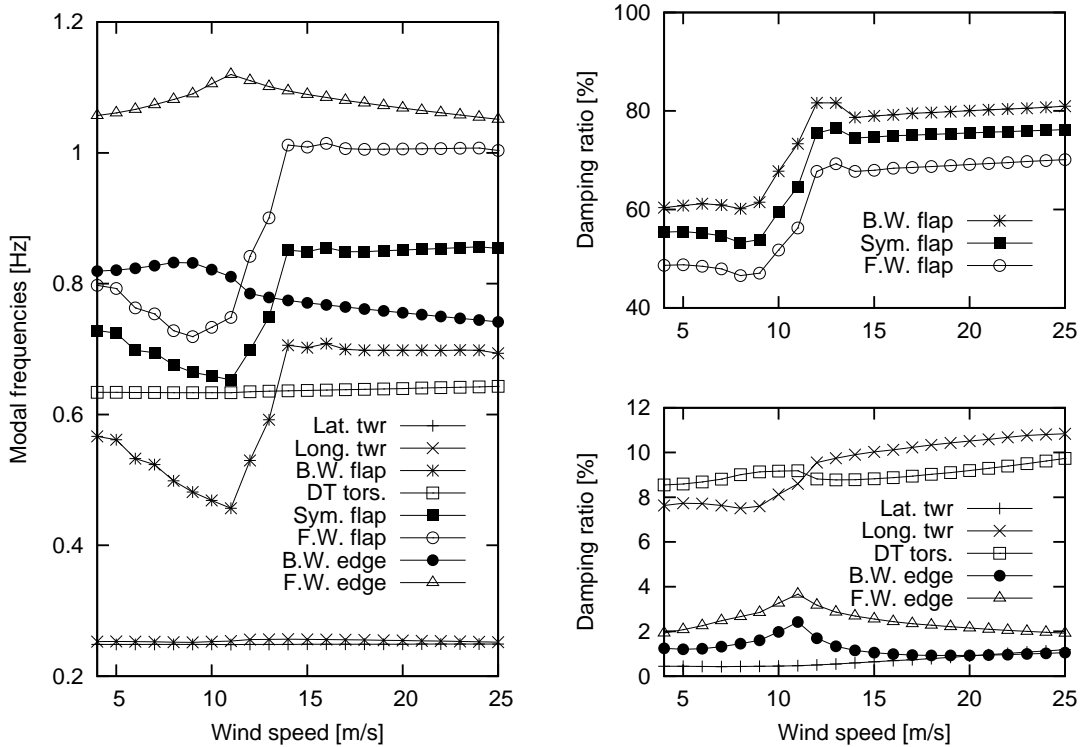 Modal frequencies [Hz]
1.2
1
0.8
0.6
0.4
0.2
5 10 15 20 25
Wind speed [m/s]
Lat. twr
Long. twr
B.W. flap
DT tors.
Sym. flap
F.W. flap
B.W. edge
F.W. edge
Damping ratio [%]
100
80
60
40
5 10 15 20 25
B.W. flap
Sym. flap
F.W. flap
Damping ratio [%]
12
10
8
6
4
2
0
5 10 15 20 25
Wind speed [m/s]
Lat. twr
Long. twr
DT tors.
B.W. edge
F.W. edge